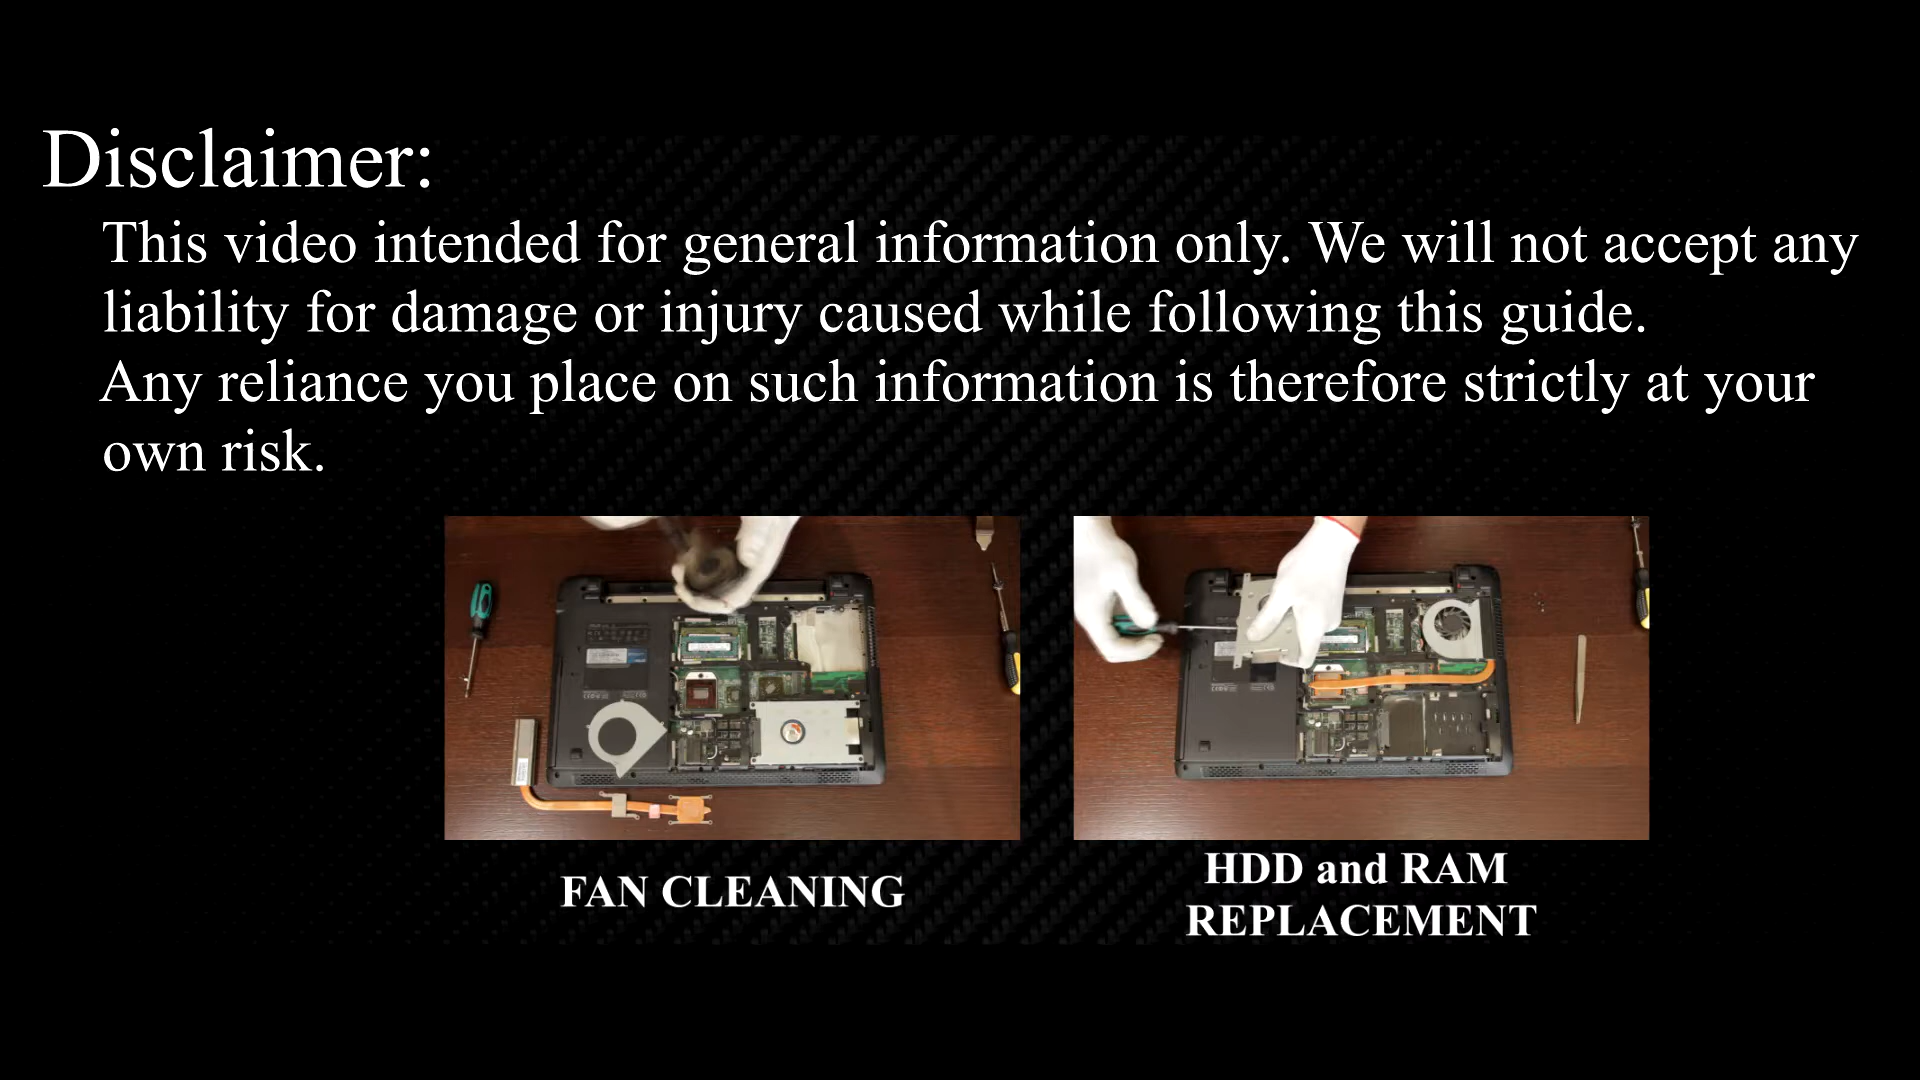 Disclaimer:
This video intended for general information only. We will not accept any
liability for damage or injury caused while following this guide.
Any reliance you place on such information is therefore strictly at your
own risk.
FAN CLEANING
HDD and RAM
REPLACEMENT